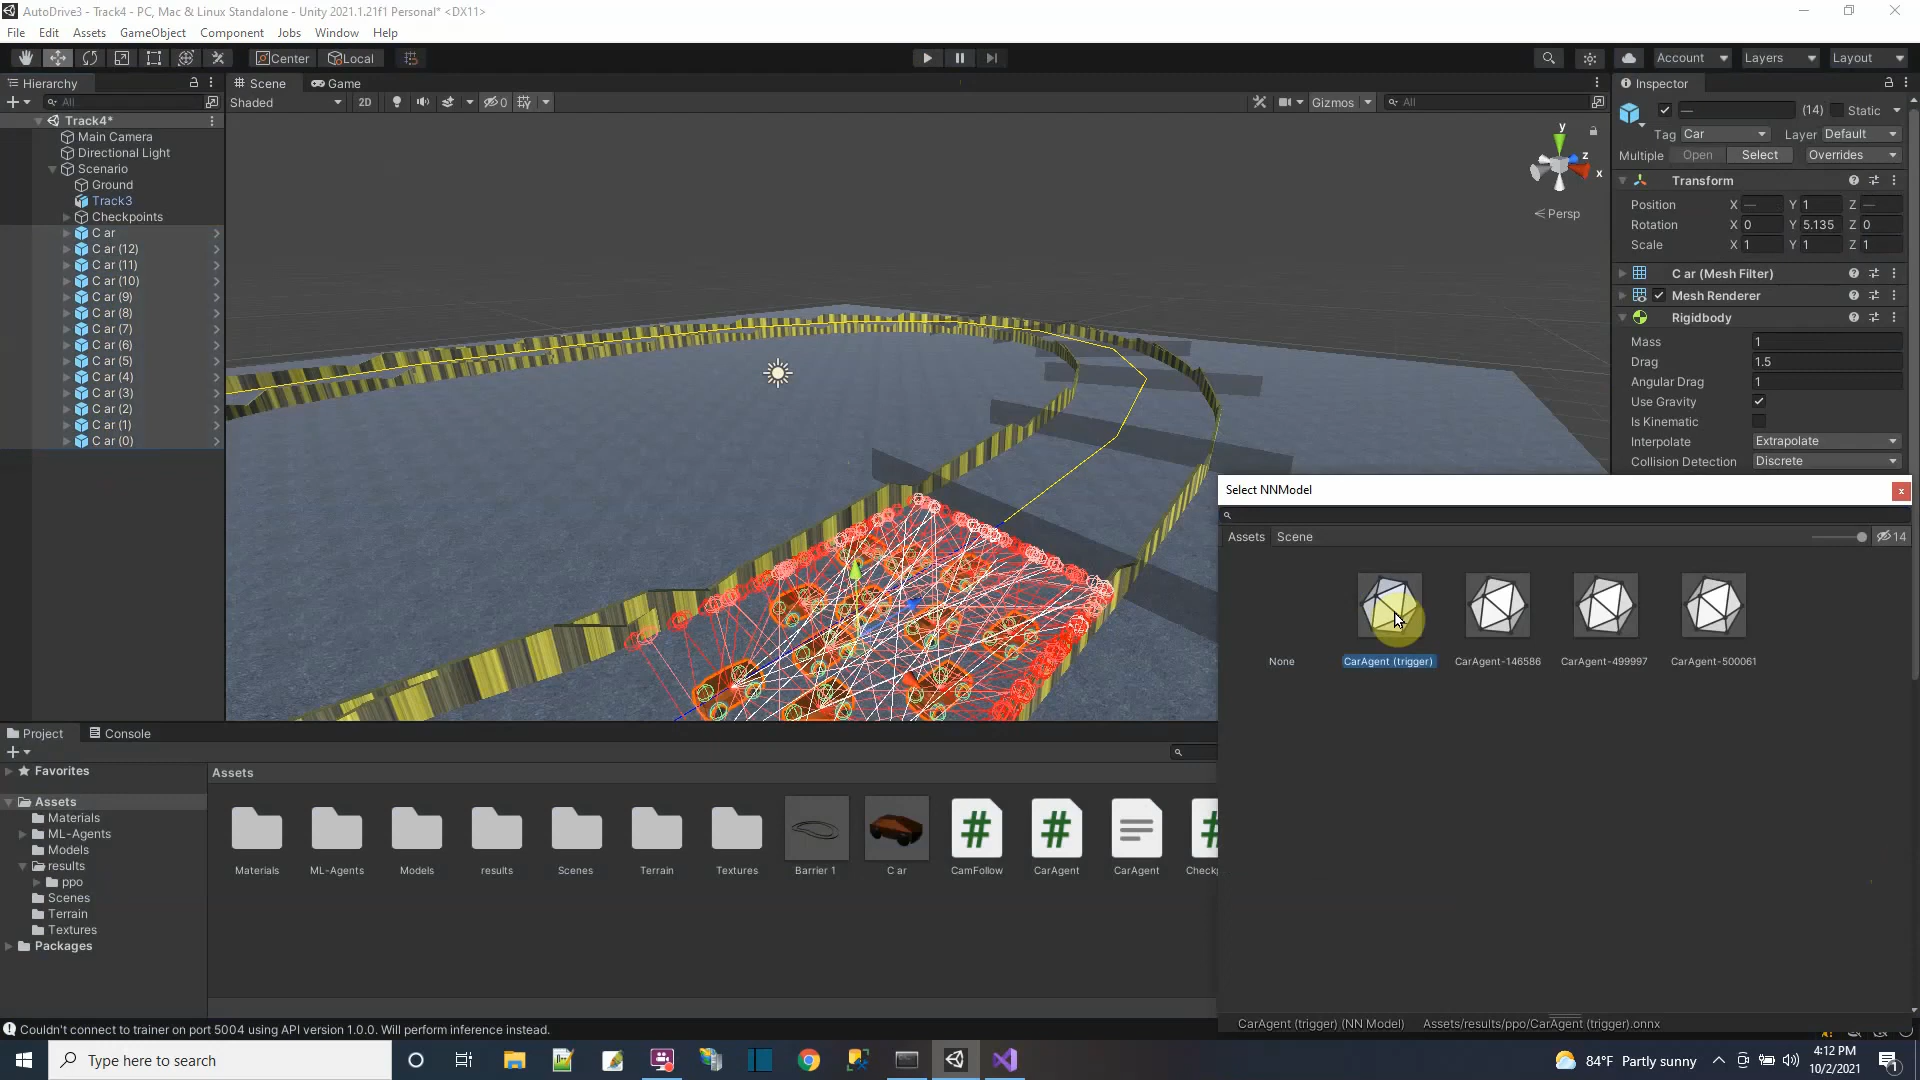 AutoDrive3 - Track4 - PC, Mac & Linux Standalone - Unity 2021.1.21f1 Personal* <DX11>
File Edit Assets GameObject Component Jobs Window Help
Center Local Account Layers Layout
Hierarchy Scene Game Inspector
All Shaded 2D 0 Gizmos All
Track4*
Main Camera
Directional Light
Scenario
Ground
Track3
Checkpoints
C ar
C ar (12)
C ar (11)
C ar (10)
C ar (9)
C ar (8)
C ar (7)
C ar (6)
C ar (5)
C ar (4)
C ar (3)
C ar (2)
C ar (1)
C ar (0)
y
z
x
Persp
— (14) Static
Tag Car Layer Default
Multiple Open Select Overrides
Transform
Position X — Y 1 Z —
Rotation X 0 Y 5.135 Z 0
Scale X 1 Y 1 Z 1
C ar (Mesh Filter)
Mesh Renderer
Rigidbody
Mass 1
Drag 1.5
Angular Drag 1
Use Gravity
Is Kinematic
Interpolate Extrapolate
Collision Detection Discrete
Select NNModel x
Assets Scene 14
None CarAgent (trigger) CarAgent-146586 CarAgent-499997 CarAgent-500061
CarAgent (trigger) (NN Model) Assets/results/ppo/CarAgent (trigger).onnx
Project Console
Favorites
Assets
Materials
ML-Agents
Models
results
ppo
Scenes
Terrain
Textures
Packages
Assets
Materials ML-Agents Models results Scenes Terrain Textures Barrier 1 C ar CamFollow CarAgent CarAgent Checkp
Couldn't connect to trainer on port 5004 using API version 1.0.0. Will perform inference instead.
Type here to search
84°F Partly sunny
4:12 PM
10/2/2021
1